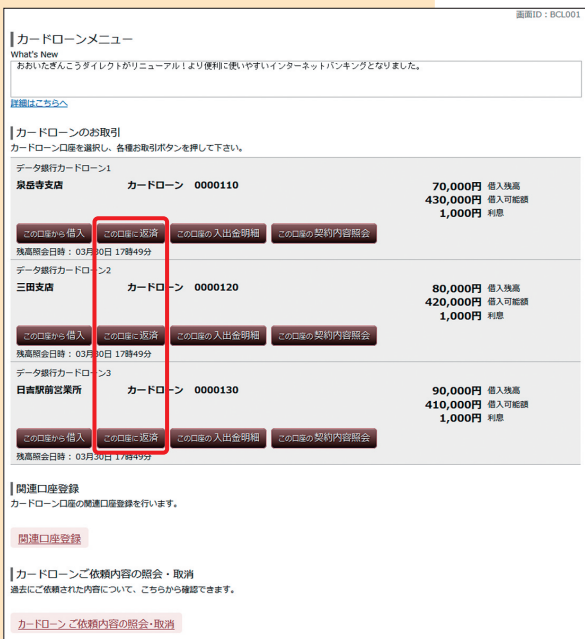 画面ID：BCL001
カードローンメニュー
What's New
おおいたぎんこうダイレクトがリニューアル！より便利に使いやすいインターネットバンキングとなりました。
詳細はこちらへ
カードローンのお取引
カードローン口座を選択し、各種お取引ボタンを押して下さい。
データ銀行カードローン1
泉岳寺支店 カードローン 0000110 70,000円 借入残高
430,000円 借入可能額
1,000円 利息
この口座から借入 この口座に返済 この口座の入出金明細 この口座の契約内容照会
残高照会日時：03月30日 17時49分
データ銀行カードローン2
三田支店 カードローン 0000120 80,000円 借入残高
420,000円 借入可能額
1,000円 利息
この口座から借入 この口座に返済 この口座の入出金明細 この口座の契約内容照会
残高照会日時：03月30日 17時49分
データ銀行カードローン3
日吉駅前営業所 カードローン 0000130 90,000円 借入残高
410,000円 借入可能額
1,000円 利息
この口座から借入 この口座に返済 この口座の入出金明細 この口座の契約内容照会
残高照会日時：03月30日 17時49分
関連口座登録
カードローン口座の関連口座登録を行います。
関連口座登録
カードローンご依頼内容の照会・取消
過去にご依頼された内容について、こちらから確認できます。
カードローン ご依頼内容の照会・取消